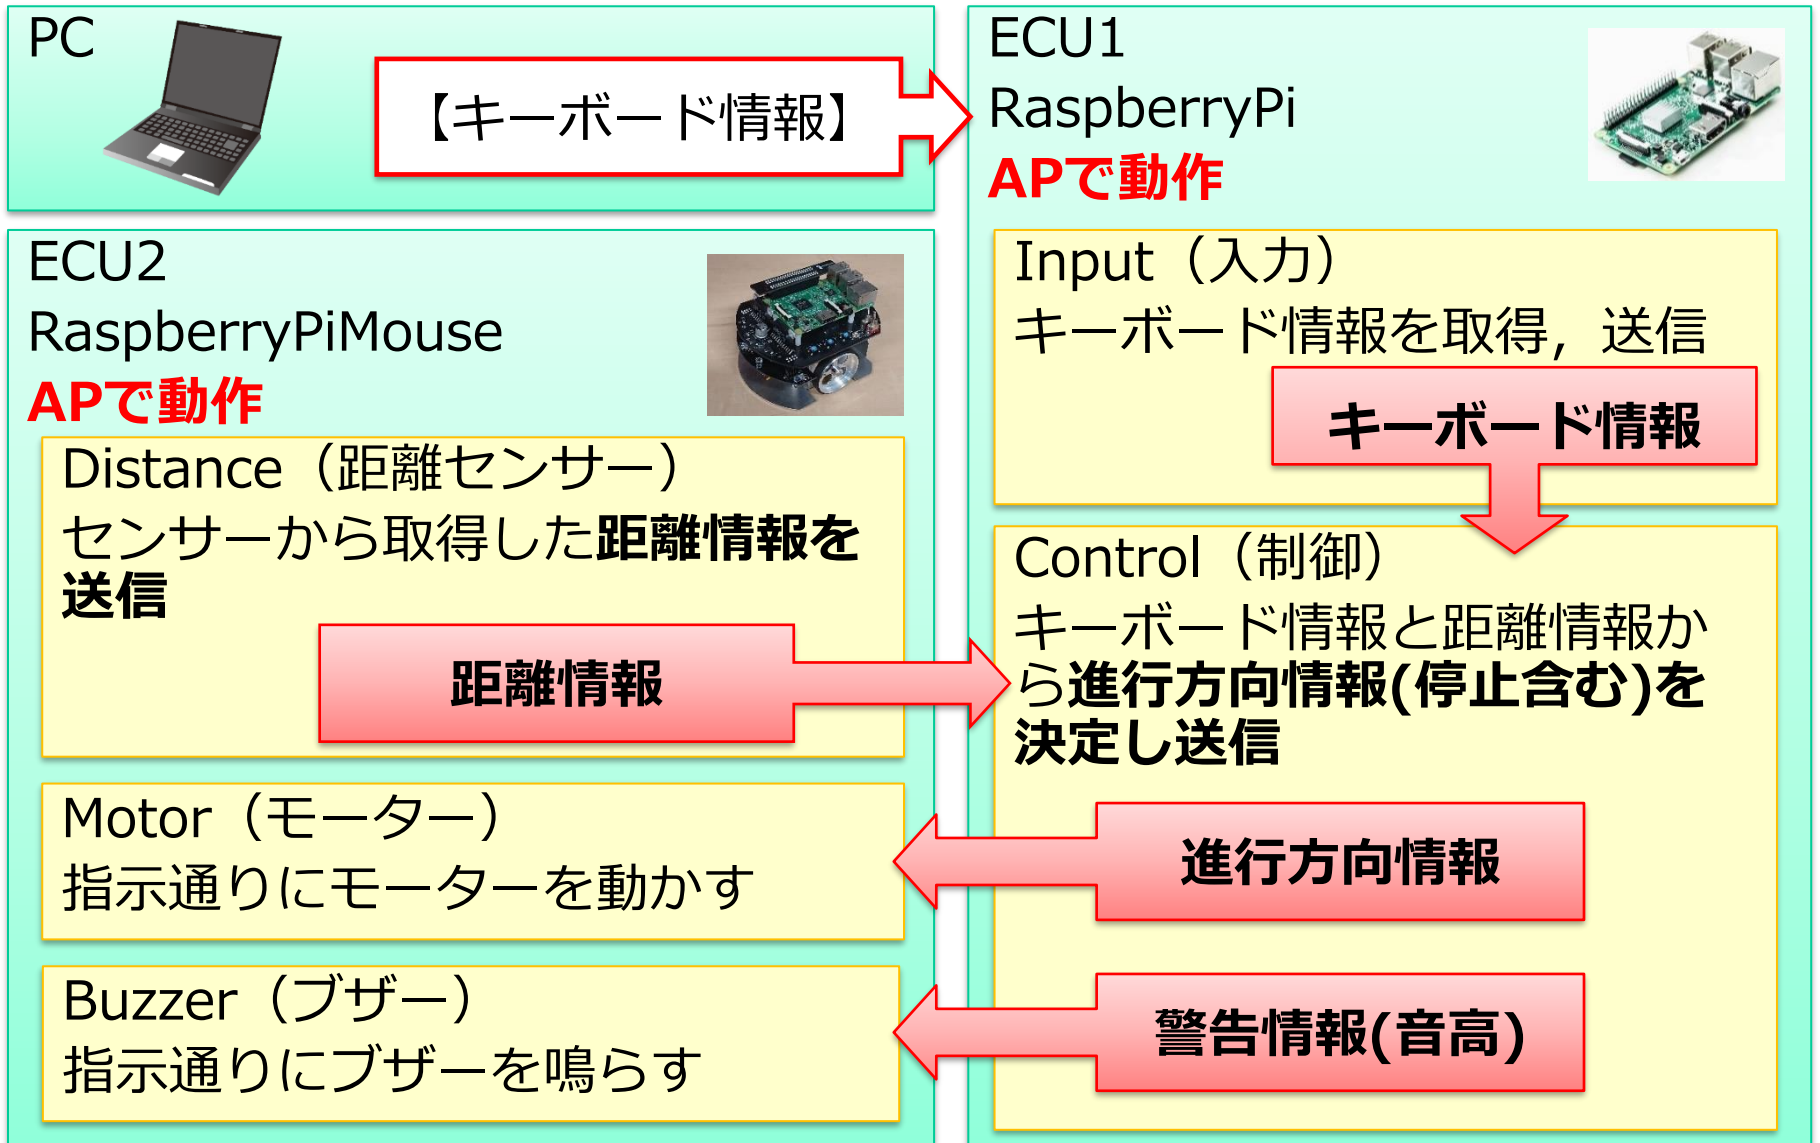 PC
【キーボード情報】
ECU1
RaspberryPi
APで動作
Input（入力）
キーボード情報を取得，送信
キーボード情報
Control（制御）
キーボード情報と距離情報か
ら進行方向情報(停止含む)を
決定し送信
進行方向情報
警告情報(音高)
ECU2
RaspberryPiMouse
APで動作
Distance（距離センサー）
センサーから取得した距離情報を
送信
距離情報
Motor（モーター）
指示通りにモーターを動かす
Buzzer（ブザー）
指示通りにブザーを鳴らす